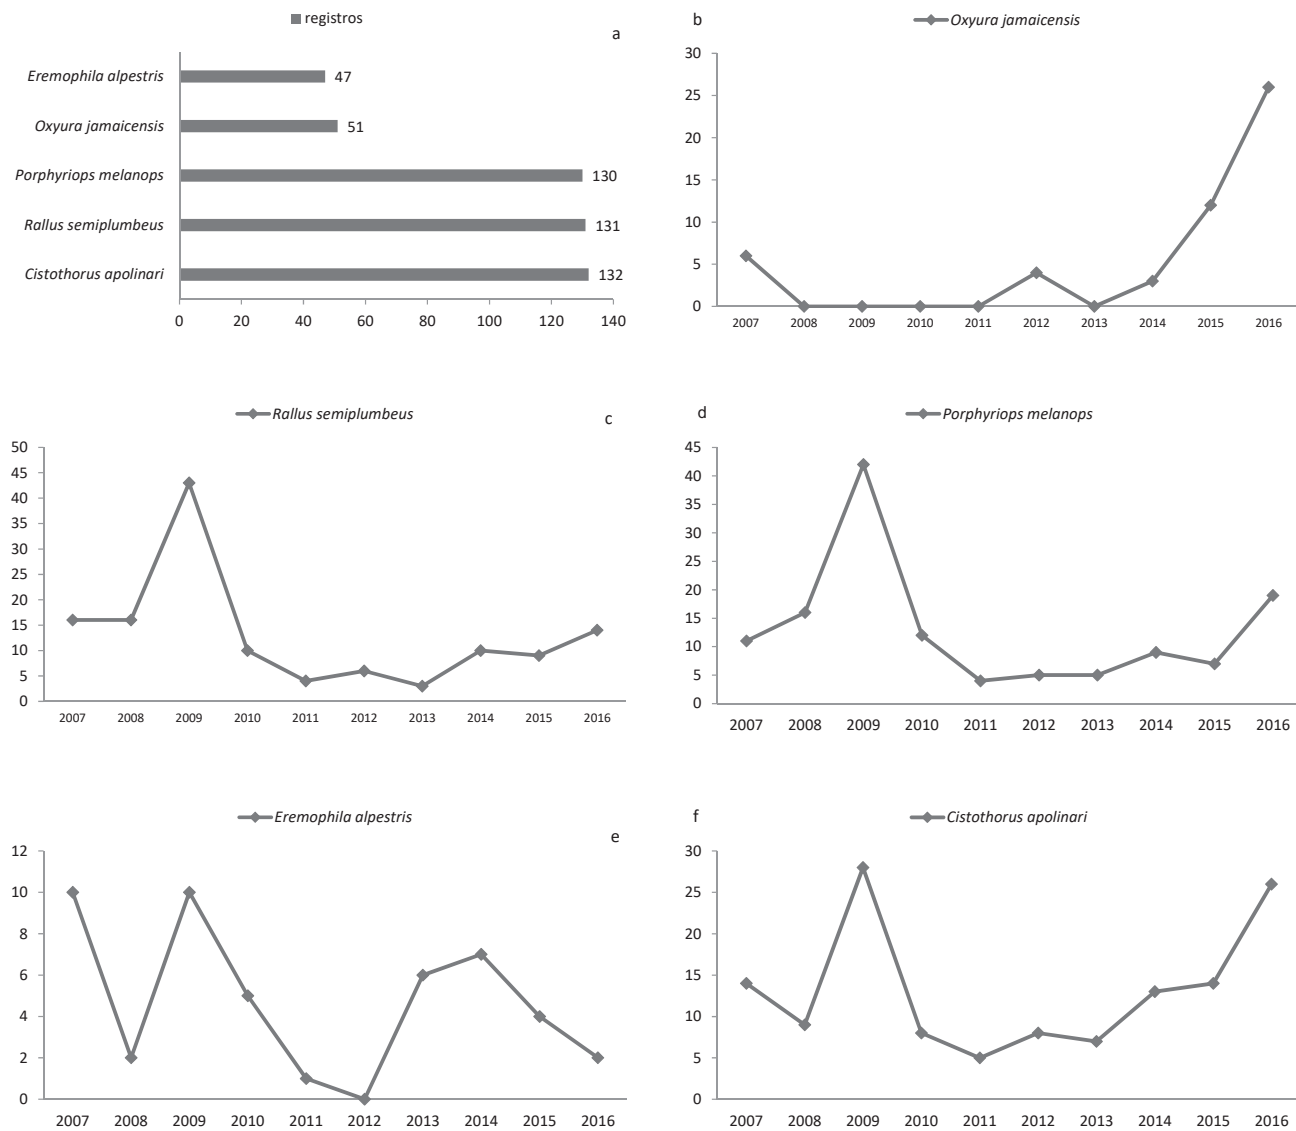 registros
a
Eremophila alpestris
47
Oxyura jamaicensis
51
Porphyriops melanops
130
Rallus semiplumbeus
131
Cistothorus apolinari
132
0 20 40 60 80 100 120 140
b
Oxyura jamaicensis
30
25
20
15
10
5
0
2007 2008 2009 2010 2011 2012 2013 2014 2015 2016
Rallus semiplumbeus
c
50
45
40
35
30
25
20
15
10
5
0
2007 2008 2009 2010 2011 2012 2013 2014 2015 2016
d
Porphyriops melanops
45
40
35
30
25
20
15
10
5
0
2007 2008 2009 2010 2011 2012 2013 2014 2015 2016
Eremophila alpestris
e
12
10
8
6
4
2
0
2007 2008 2009 2010 2011 2012 2013 2014 2015 2016
f
Cistothorus apolinari
30
25
20
15
10
5
0
2007 2008 2009 2010 2011 2012 2013 2014 2015 2016